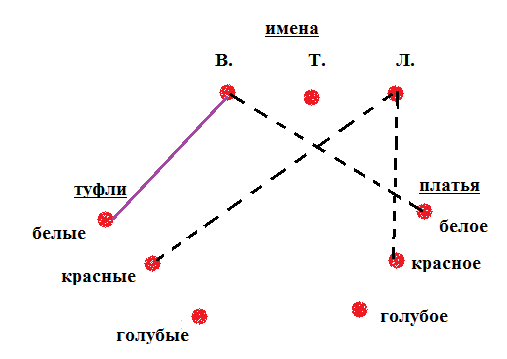 имена
В. Т. Л.
туфли платья
белые белое
красные красное
голубые голубое